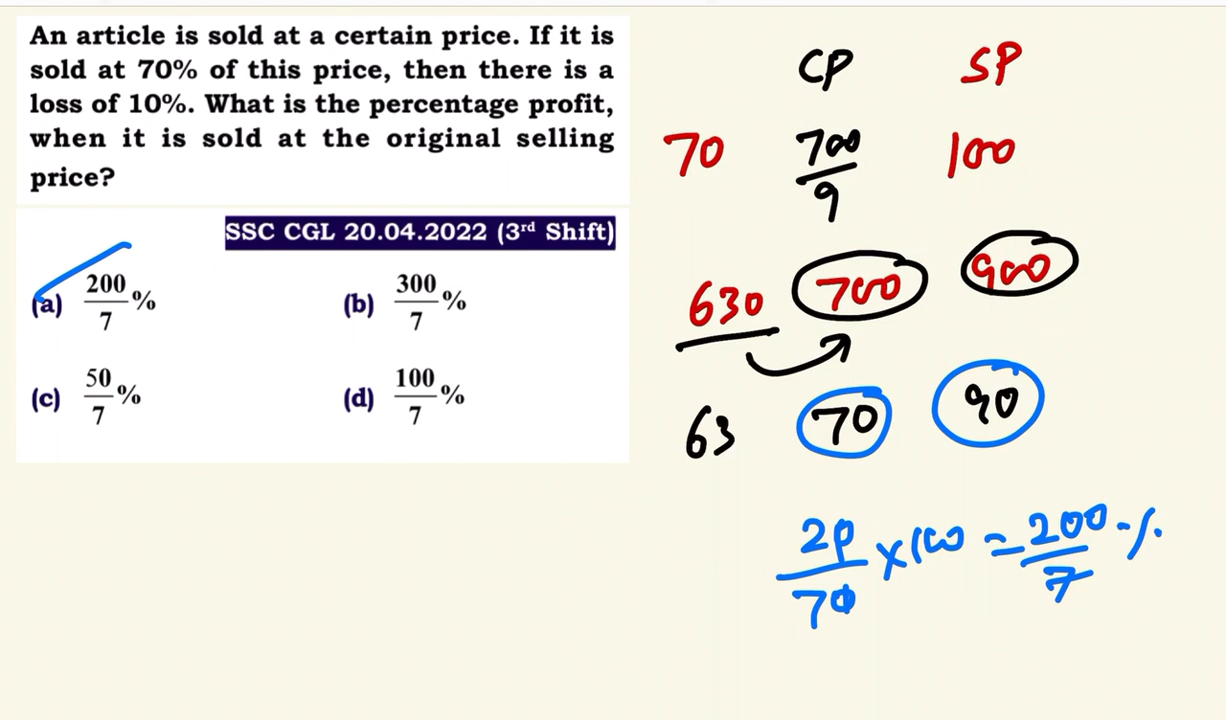 An article is sold at a certain price. If it is
sold at 70% of this price, then there is a
loss of 10%. What is the percentage profit,
when it is sold at the original selling
price?
SSC CGL 20.04.2022 (3rd Shift)
(a) 200/7 %
(b) 300/7 %
(c) 50/7 %
(d) 100/7 %
CP SP
70 700/9 100
630 700 900
63 70 90
20/70 × 100 = 200/7 %